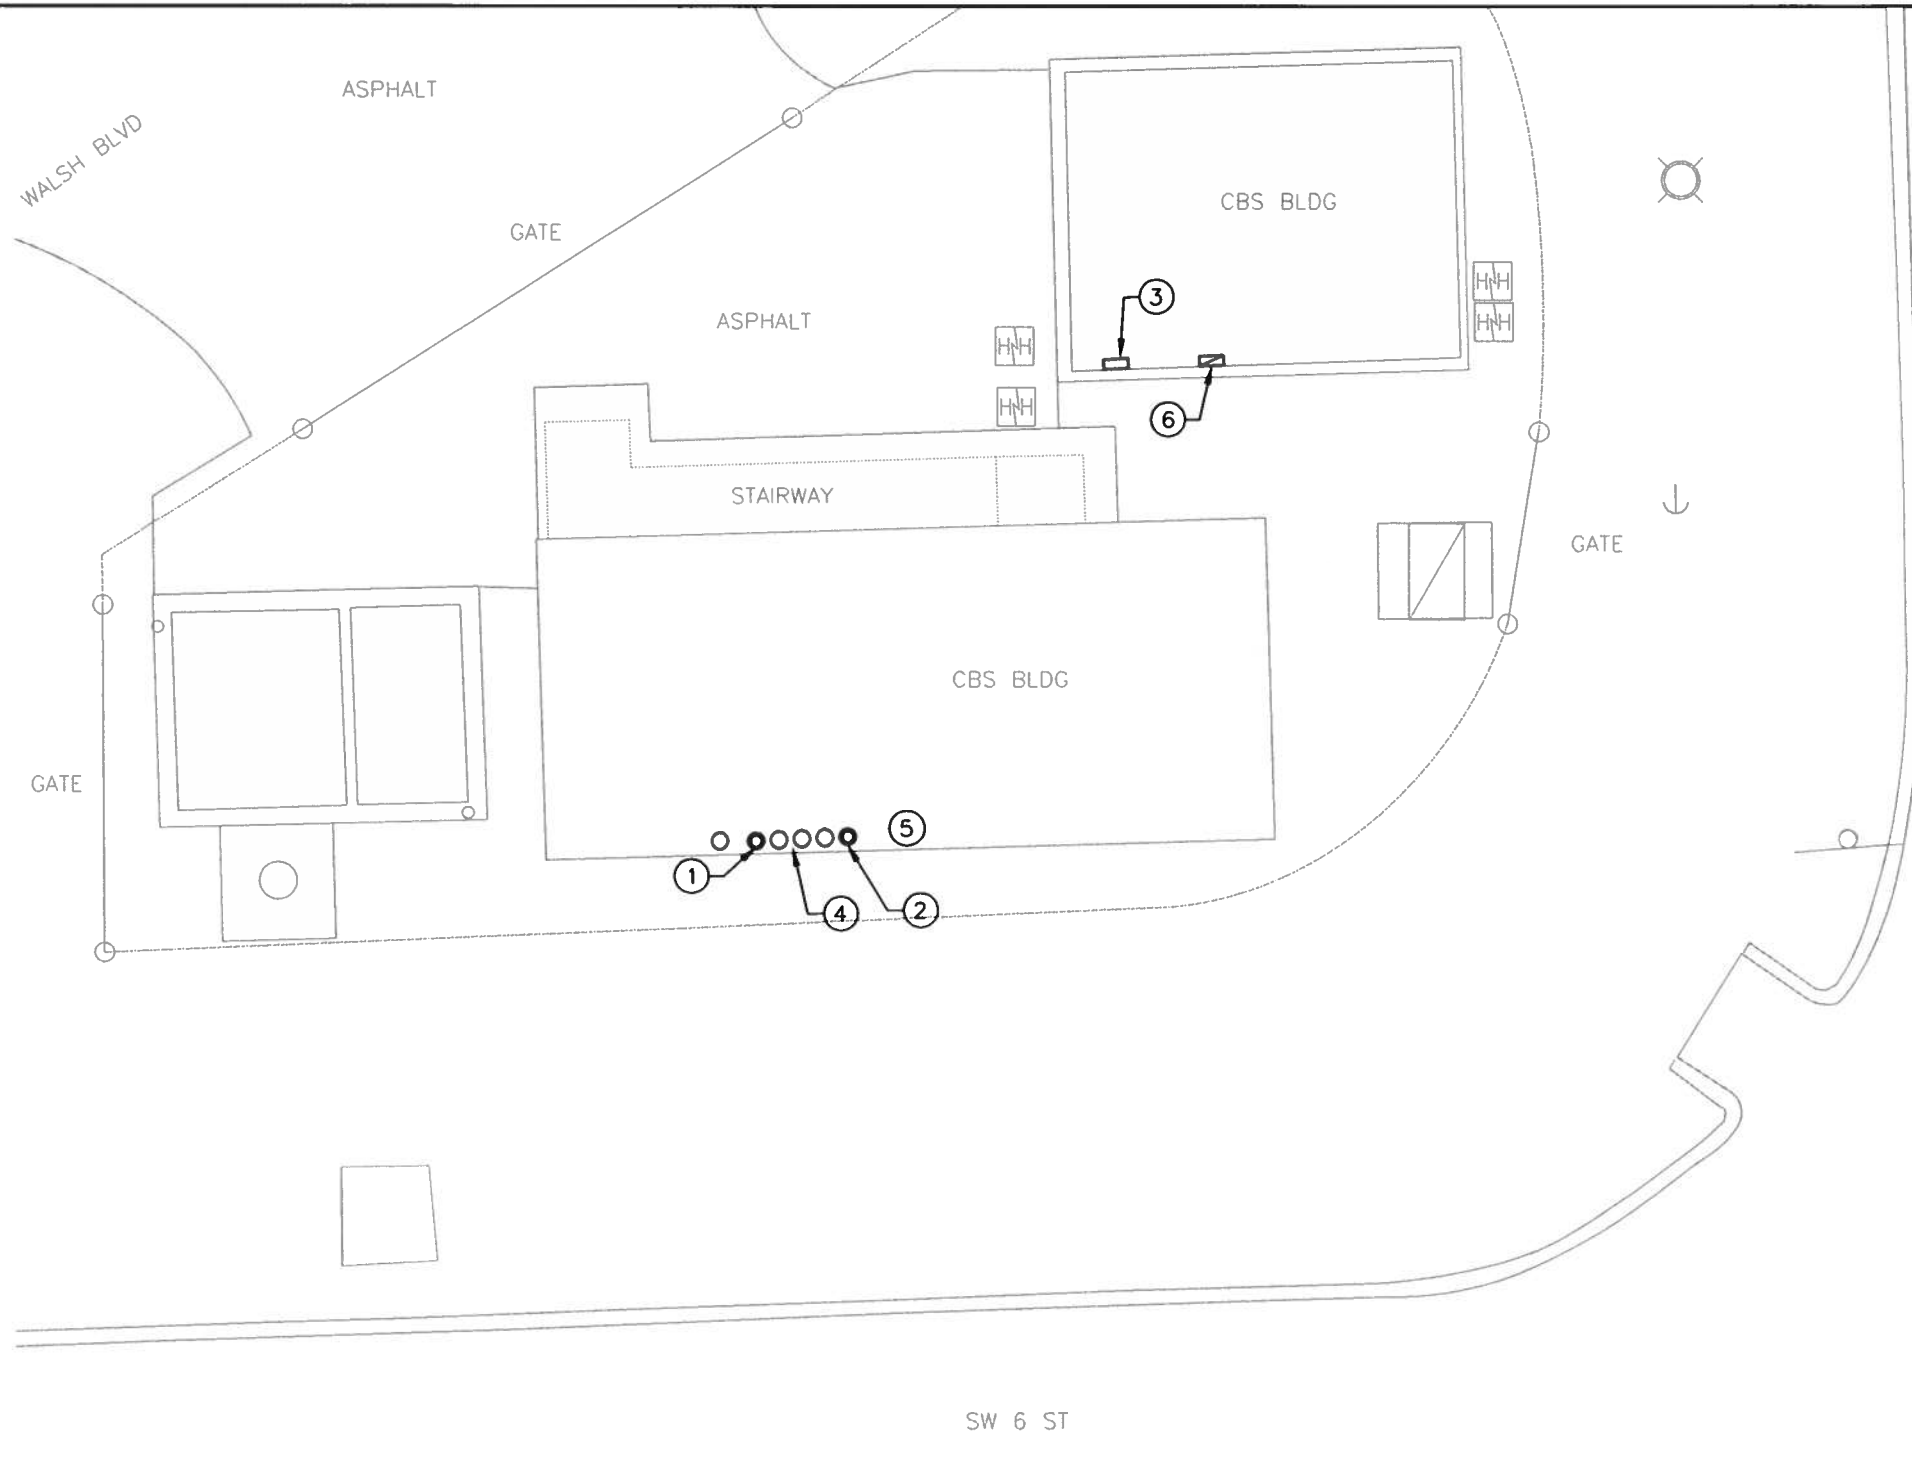 ASPHALT
WALSH BLVD
CBS BLDG
GATE
HH
3
ASPHALT
HH
HH
6
HH
STAIRWAY
GATE
CBS BLDG
GATE
5
1
4
2
SW 6 ST